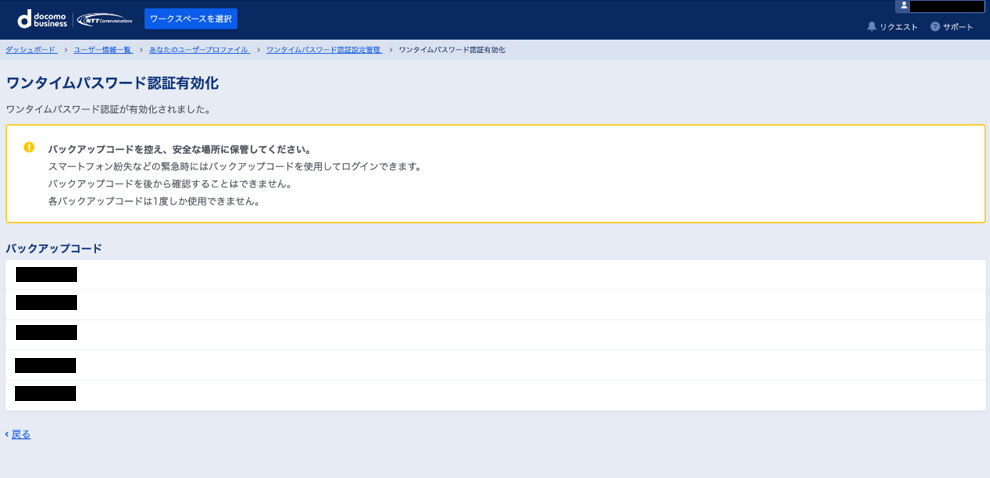 docomo business NTT Communications ワークスペースを選択
リクエスト サポート
ダッシュボード > ユーザー情報一覧 > あなたのユーザープロファイル > ワンタイムパスワード認証設定管理 > ワンタイムパスワード認証有効化
ワンタイムパスワード認証有効化
ワンタイムパスワード認証が有効化されました。
バックアップコードを控え、安全な場所に保管してください。
スマートフォン紛失などの緊急時にはバックアップコードを使用してログインできます。
バックアップコードを後から確認することはできません。
各バックアップコードは1度しか使用できません。
バックアップコード
戻る